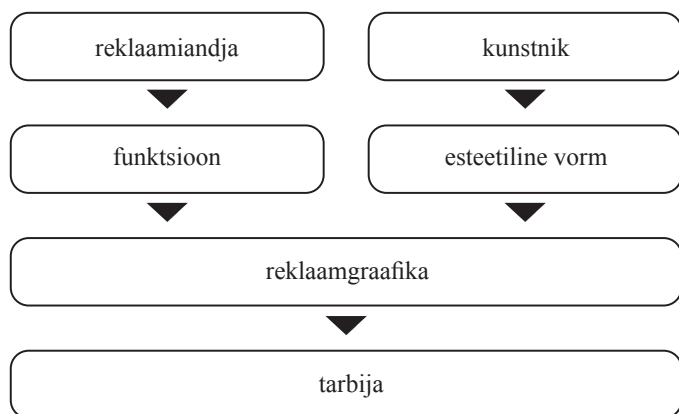 reklaamiandja
kunstnik
funktsioon
esteetiline vorm
reklaamgraafika
tarbija